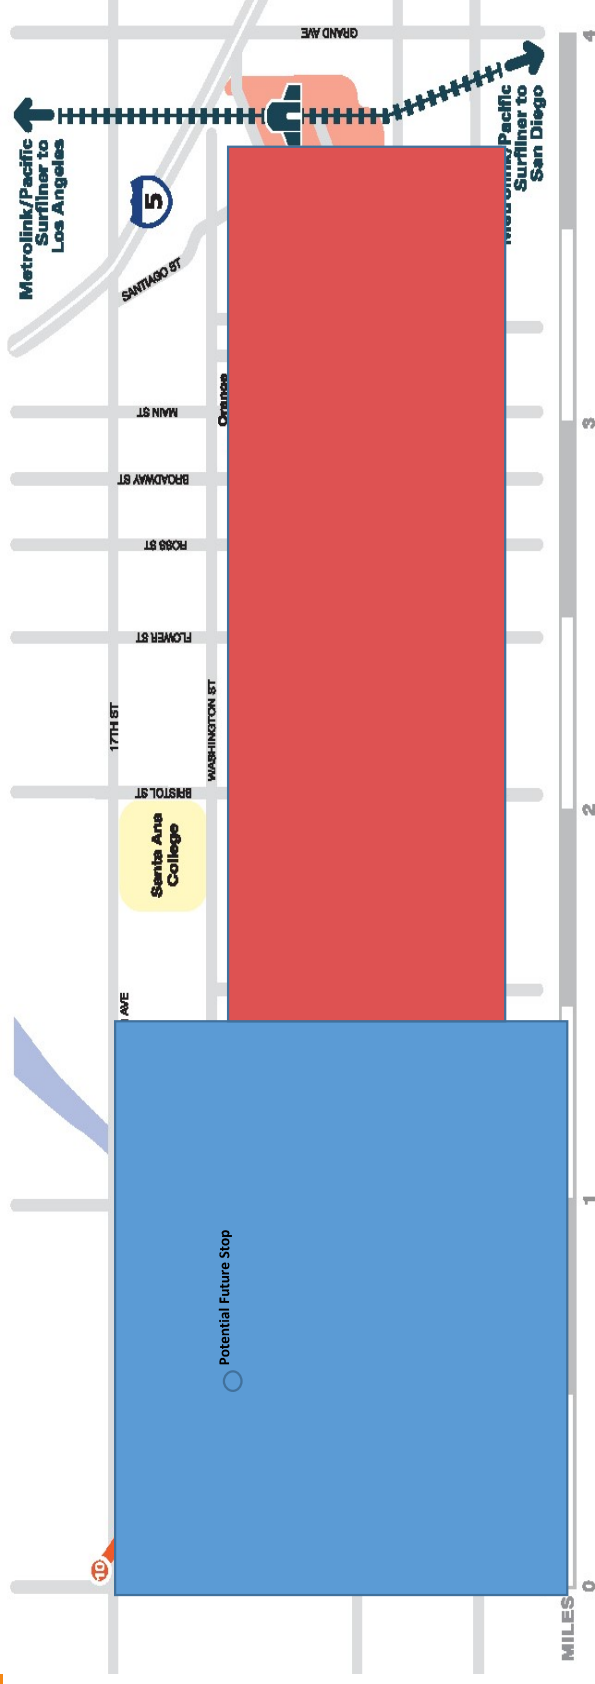 GRAND AVE
4
Metrolink/Pacific
Surfliner to
Los Angeles
Metrolink/Pacific
Surfliner to
San Diego
5
SANTIAGO ST
MAIN ST
Orange
3
BROADWAY ST
ROSS ST
FLOWER ST
17TH ST
WASHINGTON ST
BRISTOL ST
2
Santa Ana
College
AVE
1
Potential Future Stop
10
0
MILES